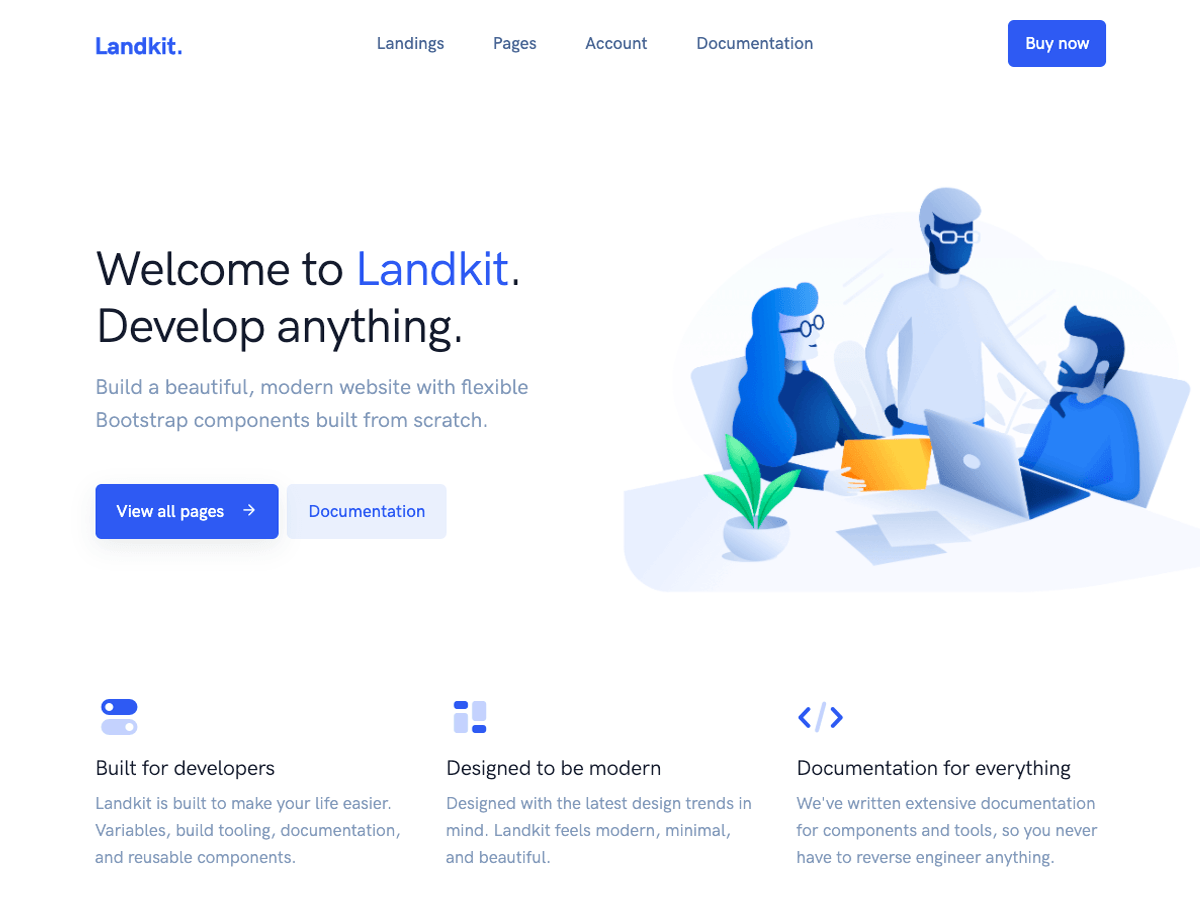 Landkit.
Landings
Pages
Account
Documentation
Buy now
Welcome to Landkit.
Develop anything.
Build a beautiful, modern website with flexible
Bootstrap components built from scratch.
View all pages →
Documentation
Built for developers
Landkit is built to make your life easier.
Variables, build tooling, documentation,
and reusable components.
Designed to be modern
Designed with the latest design trends in
mind. Landkit feels modern, minimal,
and beautiful.
Documentation for everything
We've written extensive documentation
for components and tools, so you never
have to reverse engineer anything.